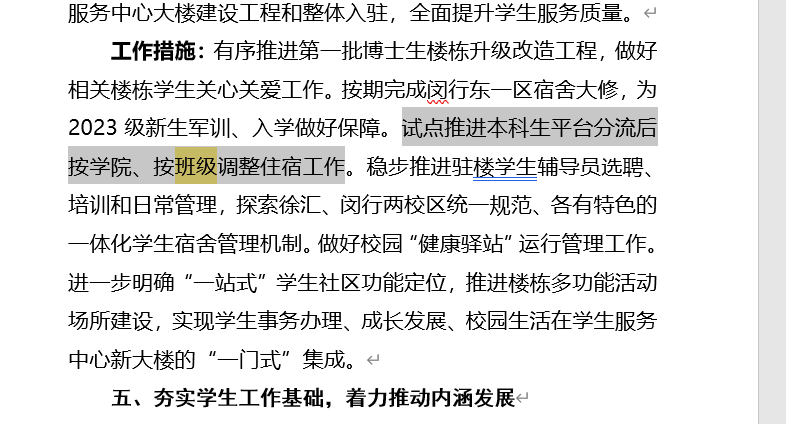 服务中心大楼建设工程和整体入驻，全面提升学生服务质量。
工作措施：有序推进第一批博士生楼栋升级改造工程，做好
相关楼栋学生关心关爱工作。按期完成闵行东一区宿舍大修，为
2023 级新生军训、入学做好保障。试点推进本科生平台分流后
按学院、按班级调整住宿工作。稳步推进驻楼学生辅导员选聘、
培训和日常管理，探索徐汇、闵行两校区统一规范、各有特色的
一体化学生宿舍管理机制。做好校园“健康驿站”运行管理工作。
进一步明确“一站式”学生社区功能定位，推进楼栋多功能活动
场所建设，实现学生事务办理、成长发展、校园生活在学生服务
中心新大楼的“一门式”集成。
五、夯实学生工作基础，着力推动内涵发展